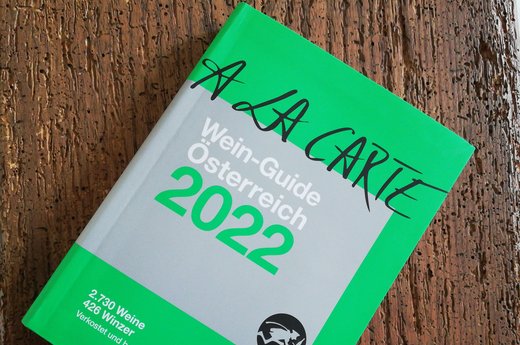 A LA CARTE
Wein-Guide
Österreich
2022
2.730 Weine
426 Winzer
Verkostet und